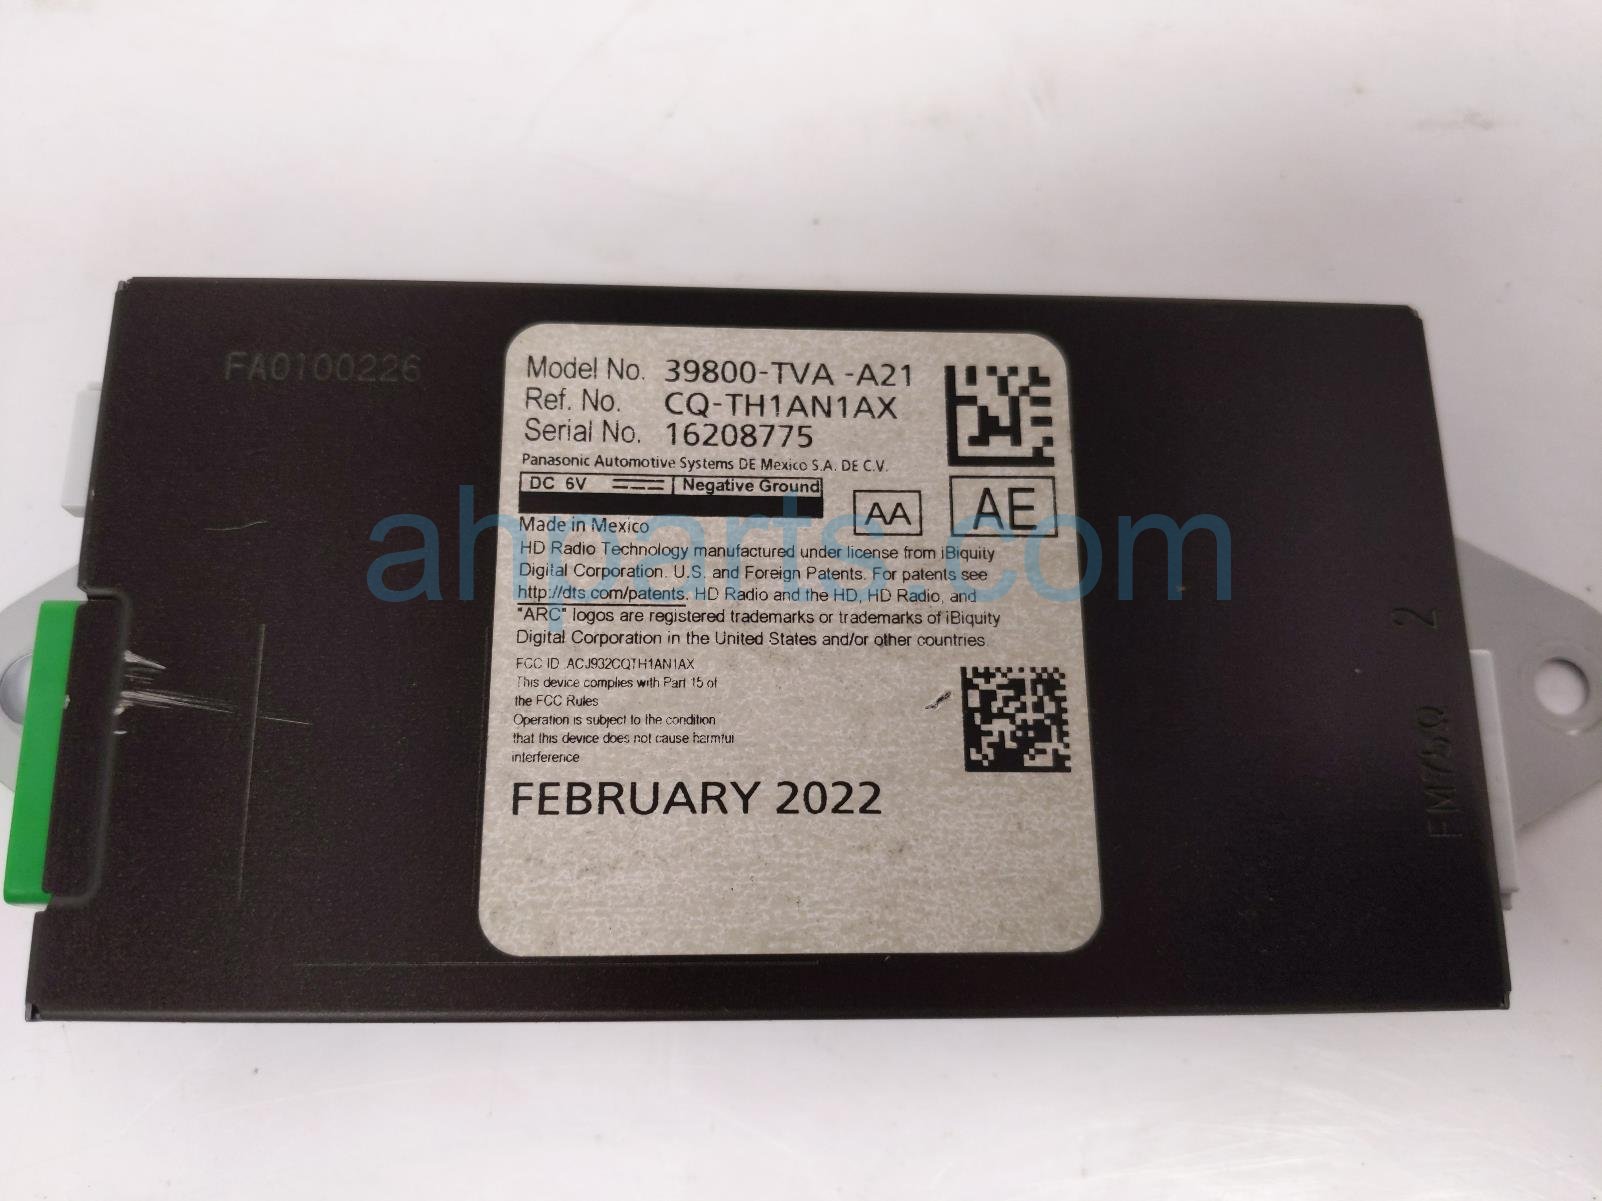 FA0100226
Model No. 39800-TVA -A21
Ref. No. CQ-TH1AN1AX
Serial No. 16208775
Panasonic Automotive Systems DE Mexico S.A. DE C.V.
DC 6V Negative Ground
AA
AE
Made in Mexico
HD Radio Technology manufactured under license from iBiquity
Digital Corporation. U.S. and Foreign Patents. For patents see
http://dts.com/patents. HD Radio and the HD, HD Radio, and
"ARC" logos are registered trademarks or trademarks of iBiquity
Digital Corporation in the United States and/or other countries.
FCC ID ACJ932CQTH1AN1AX
This device complies with Part 15 of
the FCC Rules
Operation is subject to the condition
that this device does not cause harmful
interference
FEBRUARY 2022
2
FM75Ω
ahparts.com